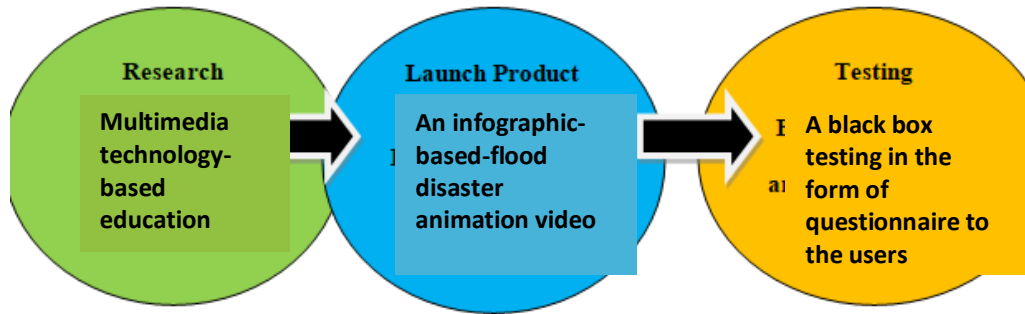 Research
Multimedia
technology-
based
education
Launch Product
An infographic-
based-flood
disaster
animation video
Testing
A black box
testing in the
form of
questionnaire to
the users